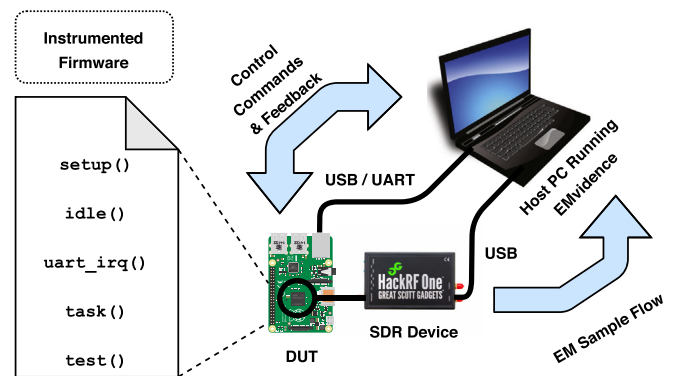 Instrumented
Firmware
setup()
idle()
uart_irq()
task()
test()
Control
Commands
& Feedback
USB / UART
Host PC Running
EMvidence
USB
HackRF One
GREAT SCOTT GADGETS
SDR Device
DUT
EM Sample Flow